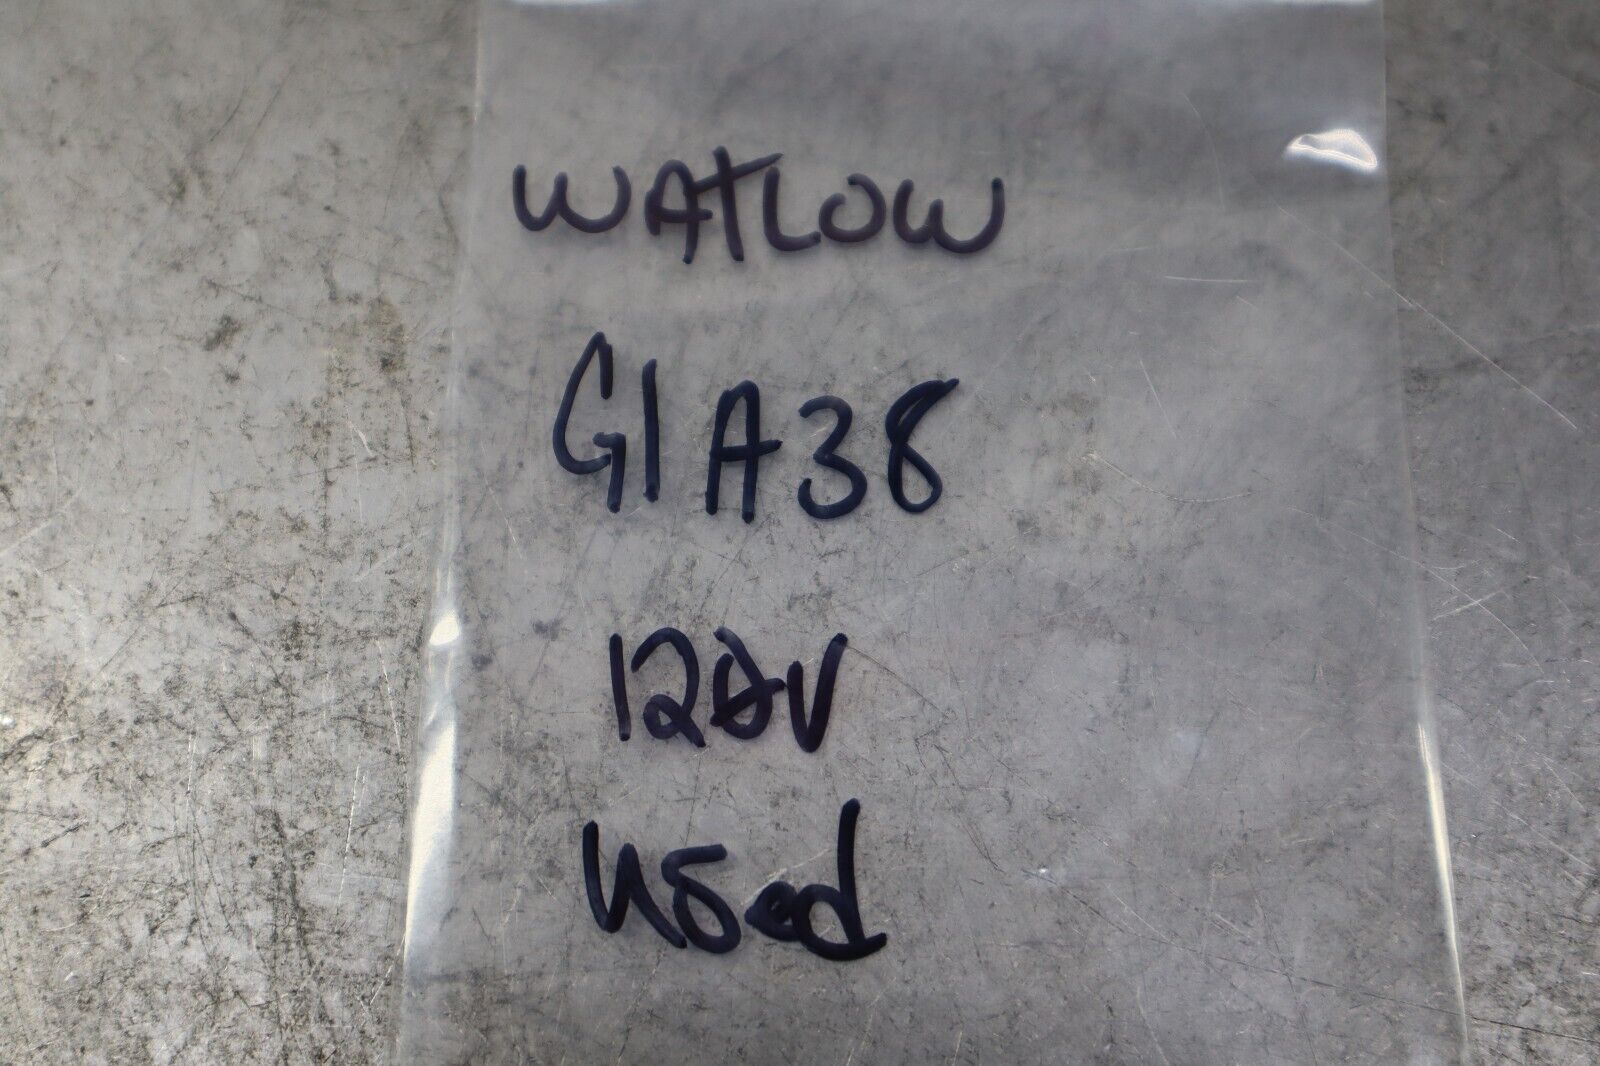 WATLOW
G1A38
120V
Used